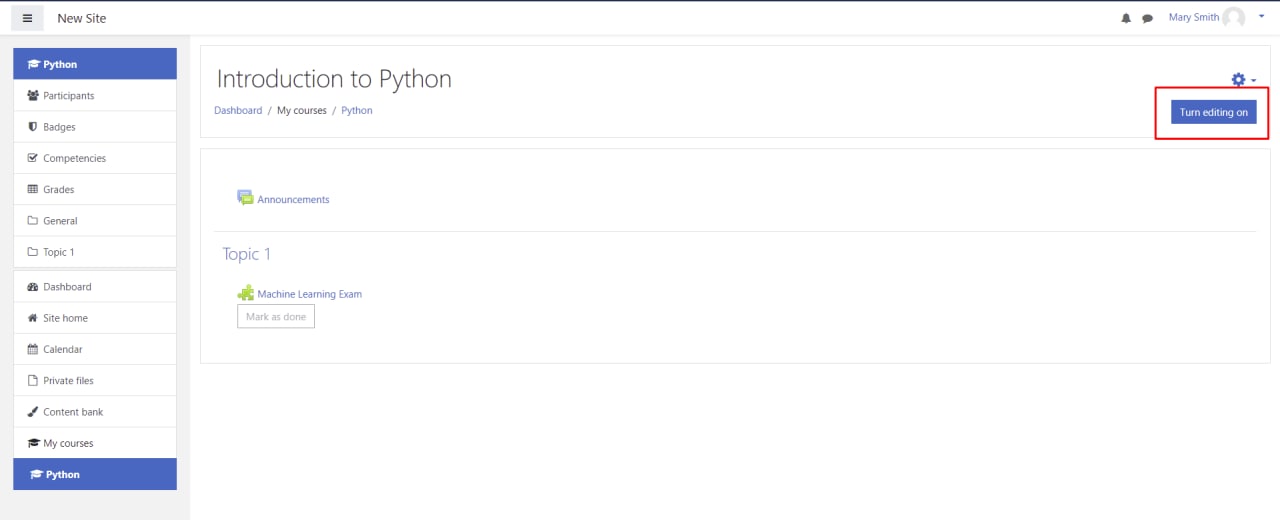 New Site
Mary Smith
Python
Participants
Badges
Competencies
Grades
General
Topic 1
Dashboard
Site home
Calendar
Private files
Content bank
My courses
Python
Introduction to Python
Dashboard / My courses / Python
Turn editing on
Announcements
Topic 1
Machine Learning Exam
Mark as done